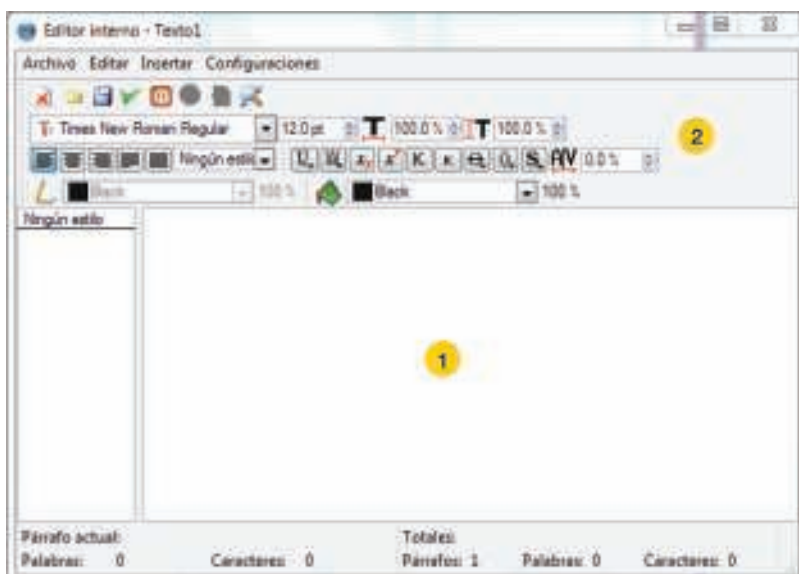 Editor interno - Texto1
Archivo Editar Insertar Configuraciones
Times New Roman Regular 12.0 pt 100.0 % 100.0 %
2
Ningún estilo 0.0 %
Black 100 % Black 100 %
Ningún estilo
1
Párrafo actual: Totales:
Palabras: 0 Caracteres: 0 Párrafos: 1 Palabras: 0 Caracteres: 0